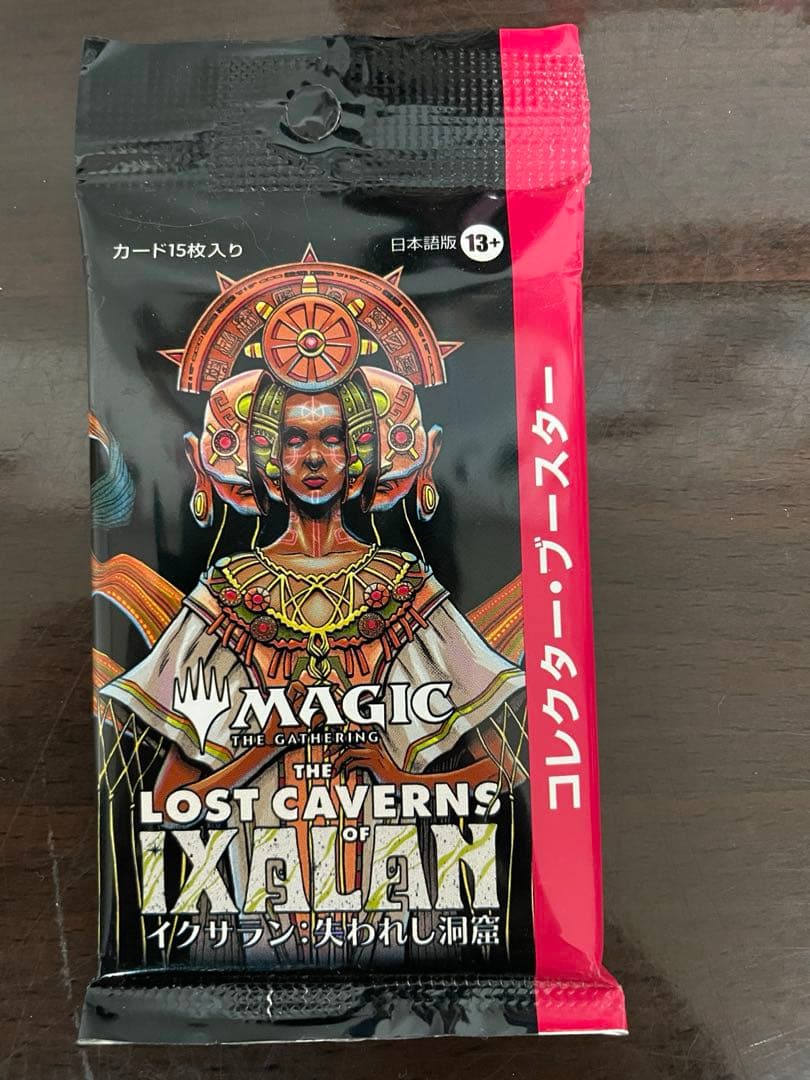 カード15枚入り
日本語版 13+
コレクター・ブースター
MAGIC
THE GATHERING
THE
LOST CAVERNS
OF
IXALAN
イクサラン:失われし洞窟